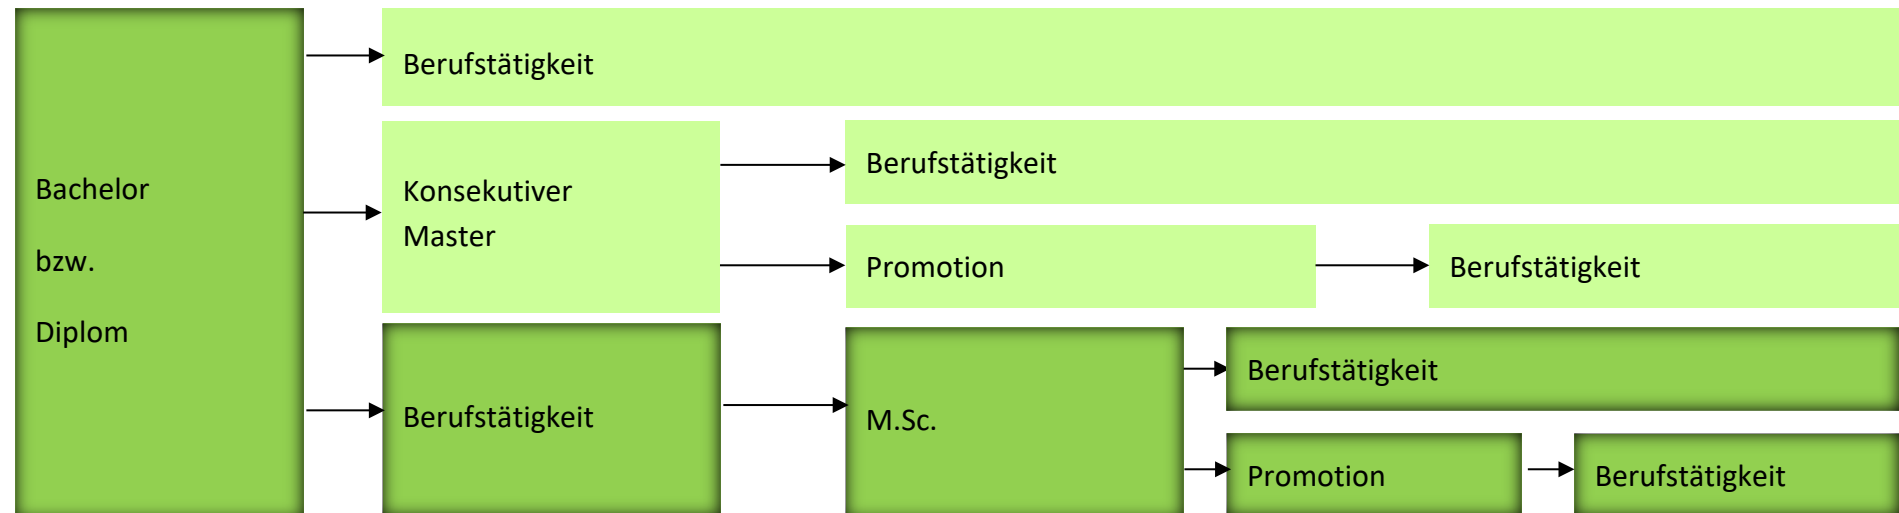 Bachelor
bzw.
Diplom
Berufstätigkeit
Konsekutiver
Master
Berufstätigkeit
Promotion
Berufstätigkeit
Berufstätigkeit
M.Sc.
Berufstätigkeit
Promotion
Berufstätigkeit